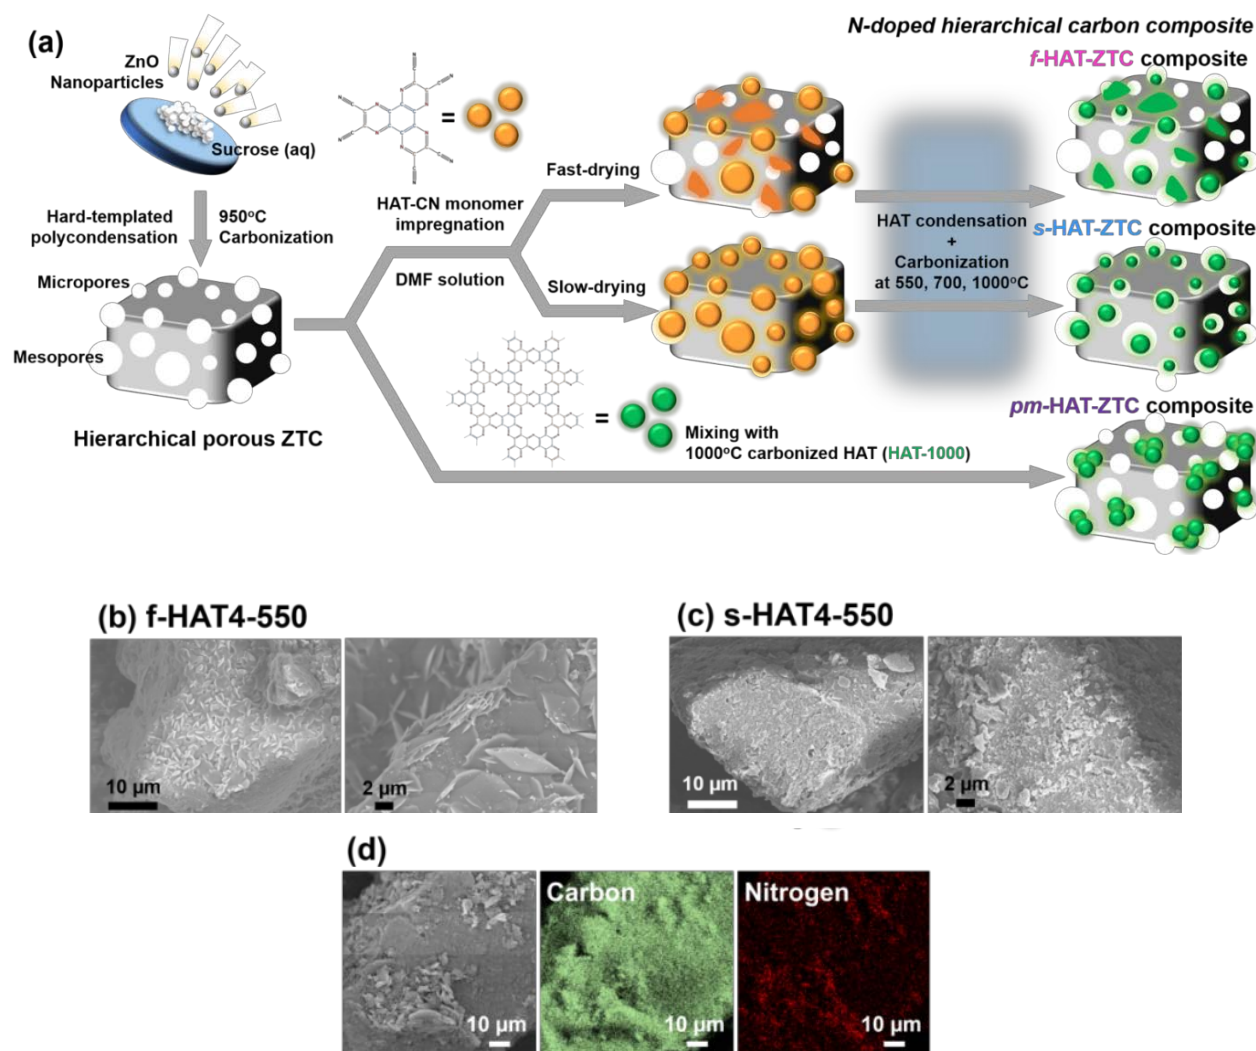 (a)
ZnO
Nanoparticles
Sucrose (aq)
Hard-templated
polycondensation
950°C
Carbonization
Micropores
Mesopores
Hierarchical porous ZTC
=
HAT-CN monomer
impregnation
DMF solution
Fast-drying
Slow-drying
=
Mixing with
1000°C carbonized HAT (HAT-1000)
HAT condensation
+
Carbonization
at 550, 700, 1000°C
N-doped hierarchical carbon composite
f-HAT-ZTC composite
s-HAT-ZTC composite
pm-HAT-ZTC composite
(b) f-HAT4-550
10 µm
2 µm
(c) s-HAT4-550
10 µm
2 µm
(d)
10 µm
Carbon
10 µm
Nitrogen
10 µm